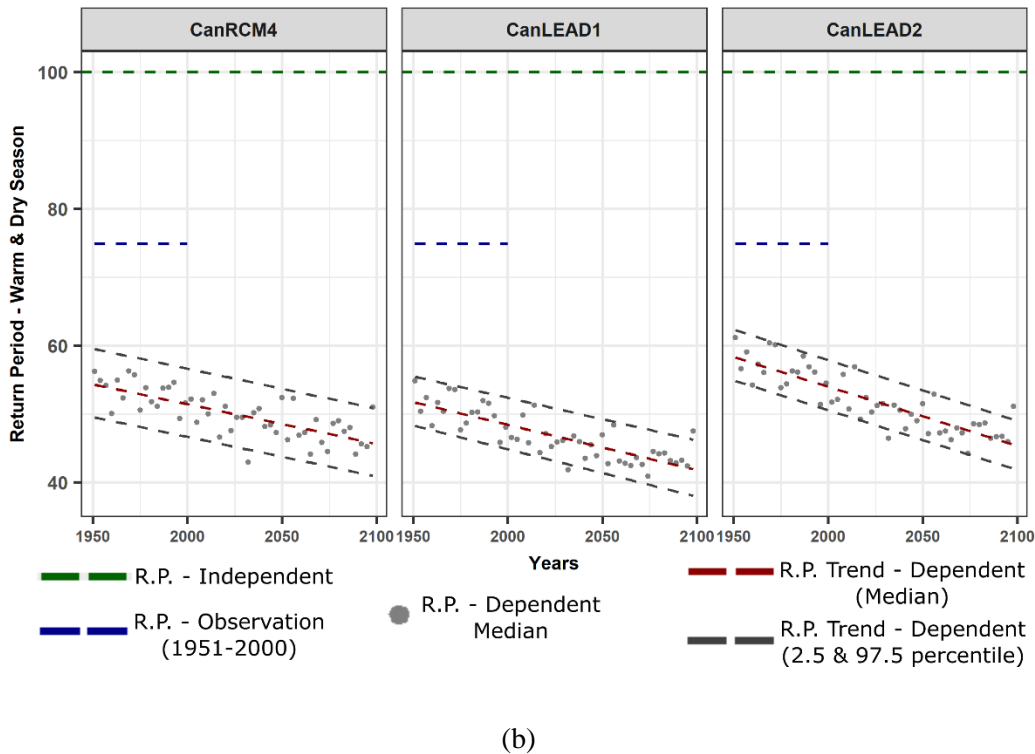 CanRCM4 CanLEAD1 CanLEAD2
Return Period - Warm & Dry Season
100
80
60
40
1950 2000 2050 2100 1950 2000 2050 2100 1950 2000 2050 2100
Years
R.P. - Independent
R.P. - Observation
(1951-2000)
R.P. - Dependent
Median
R.P. Trend - Dependent
(Median)
R.P. Trend - Dependent
(2.5 & 97.5 percentile)
(b)